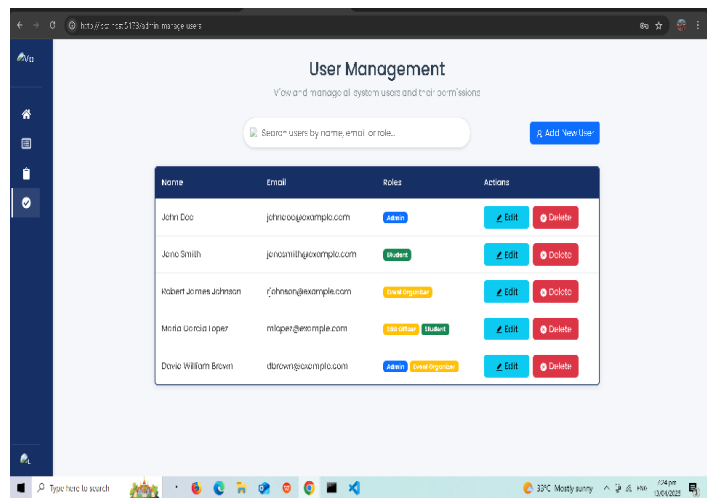 User Management
View and manage all system users and their permissions
Search users by name, email or role...
Add New User
Name Email Roles Actions
John Doe johndoe@example.com Admin Edit Delete
Jane Smith janesmith@example.com Student Edit Delete
Robert James Johnson rjohnson@example.com Event Organizer Edit Delete
Maria Garcia Lopez mlopez@example.com Student Edit Delete
David William Brown dbrown@example.com Admin Event Organizer Edit Delete
Type here to search
33°C Mostly sunny
ENG
7:24 pm